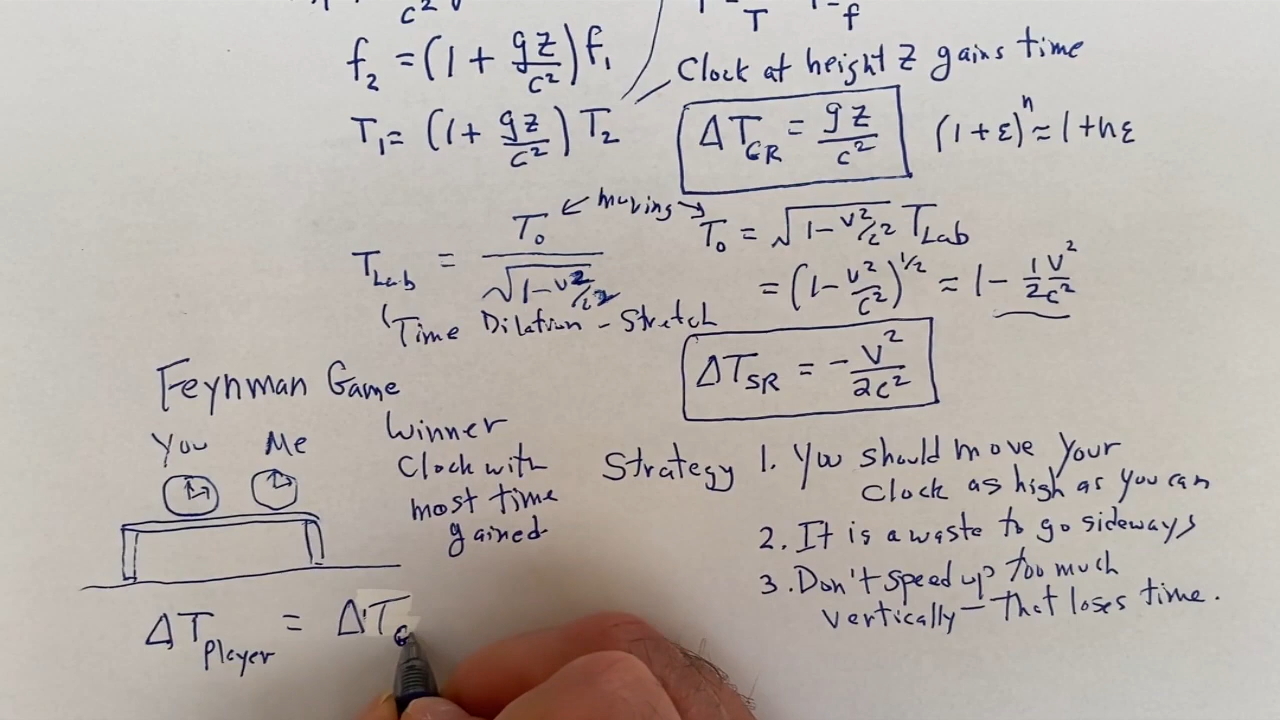 c²
T f
f₂ = (1 + gz/c²) f₁
Clock at height z gains time
T₁ = (1 + gz/c²) T₂
ΔT_GR = gz/c²
(1+ε)ⁿ ≈ 1+nε
T_Lab = T₀/√(1-v²/c²)
← moving →
T₀ = √(1-v²/c²) T_Lab
= (1-v²/c²)^1/2 ≈ 1 - 1/2 v²/c²
Time Dilation - Stretch
ΔT_SR = -v²/2c²
Feynman Game
You Me
Winner
Clock with
most time
gained
Strategy 1. You should move your
clock as high as you can
2. It is a waste to go sideways
3. Don't speed up too much
vertically – That loses time.
ΔT_Player = ΔT_G